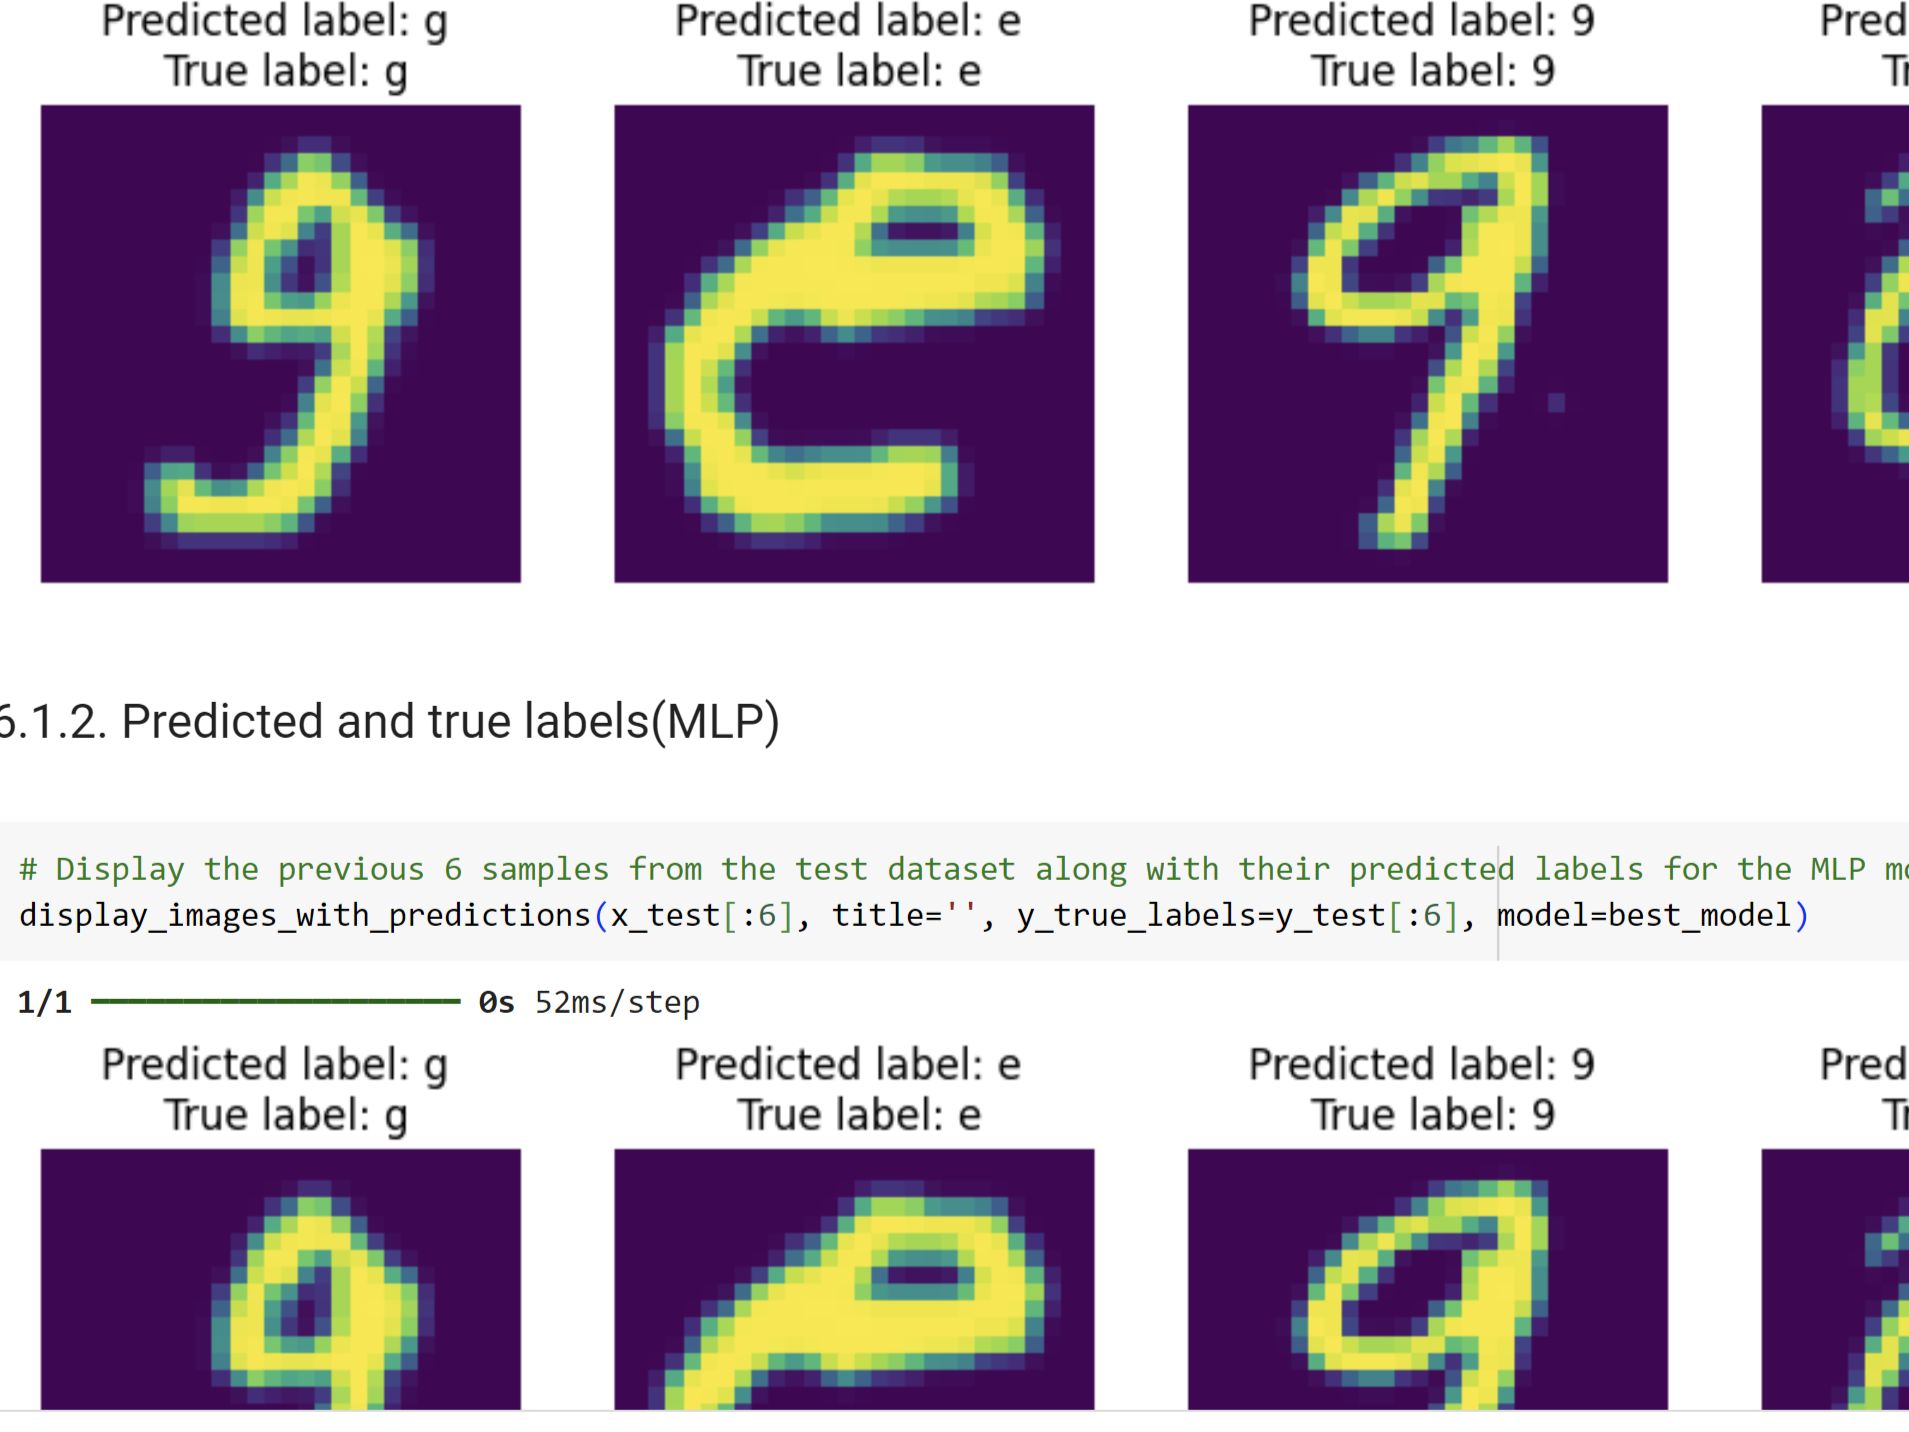 Predicted label: g Predicted label: e Predicted label: 9 Pred
True label: g True label: e True label: 9 Tr
6.1.2. Predicted and true labels(MLP)
# Display the previous 6 samples from the test dataset along with their predicted labels for the MLP mo
display_images_with_predictions(x_test[:6], title='', y_true_labels=y_test[:6], model=best_model)
1/1 ━━━━━━━━━━━━━━━━━━━━ 0s 52ms/step
Predicted label: g Predicted label: e Predicted label: 9 Pred
True label: g True label: e True label: 9 Tr